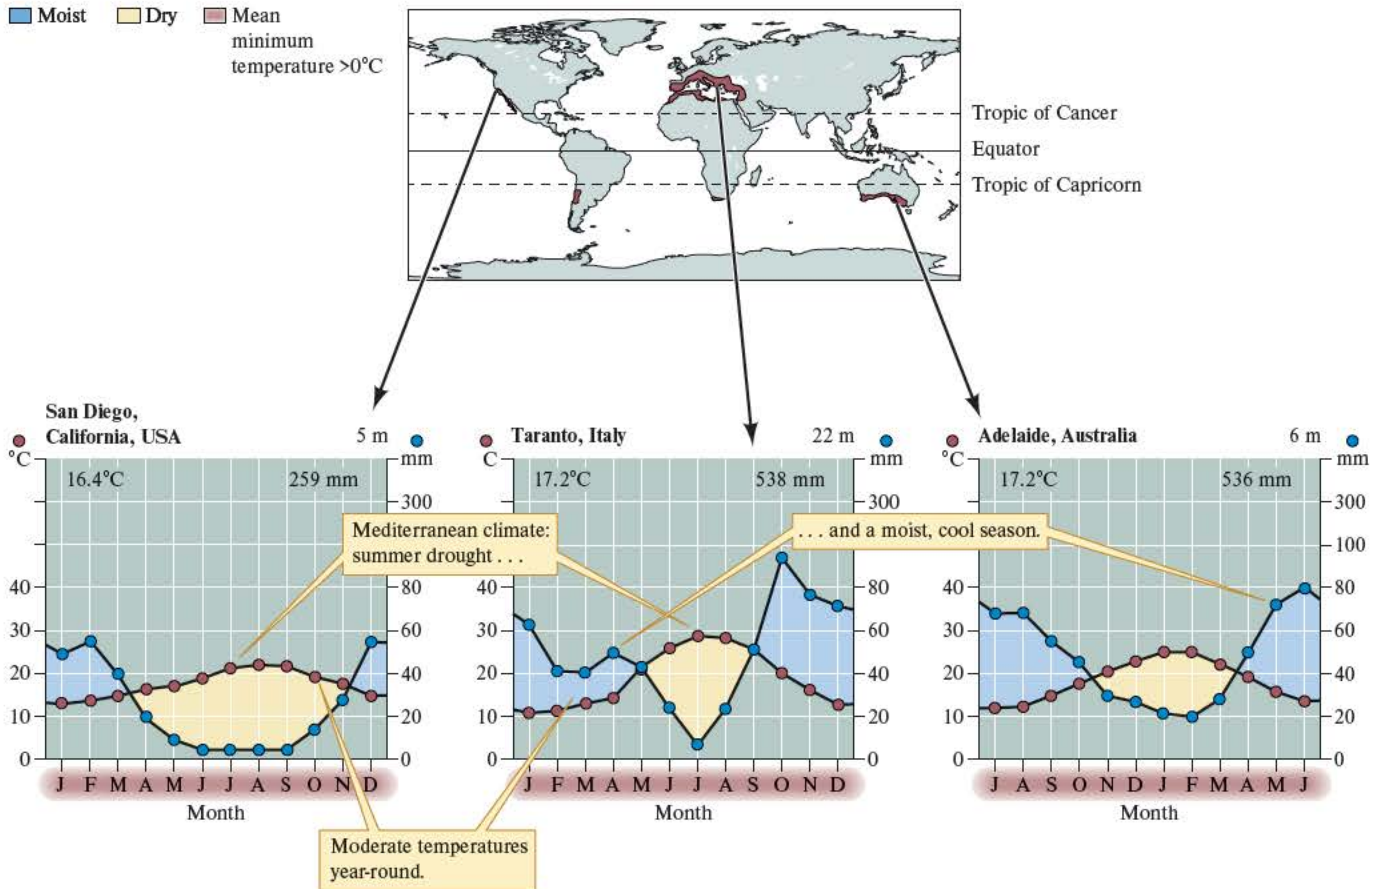 Moist Dry Mean
minimum
temperature >0°C
Tropic of Cancer
Equator
Tropic of Capricorn
San Diego,
California, USA
5 m
°C
mm
16.4°C
259 mm
300
40
30
20
10
0
80
60
40
20
0
J F M A M J J A S O N D
Month
Taranto, Italy
22 m
C
mm
17.2°C
538 mm
300
40
30
20
10
0
80
60
40
20
0
J F M A M J J A S O N D
Month
Adelaide, Australia
6 m
°C
mm
17.2°C
536 mm
300
100
40
30
20
10
0
80
60
40
20
0
J A S O N D J F M A M J
Month
Mediterranean climate:
summer drought . . .
. . . and a moist, cool season.
Moderate temperatures
year-round.